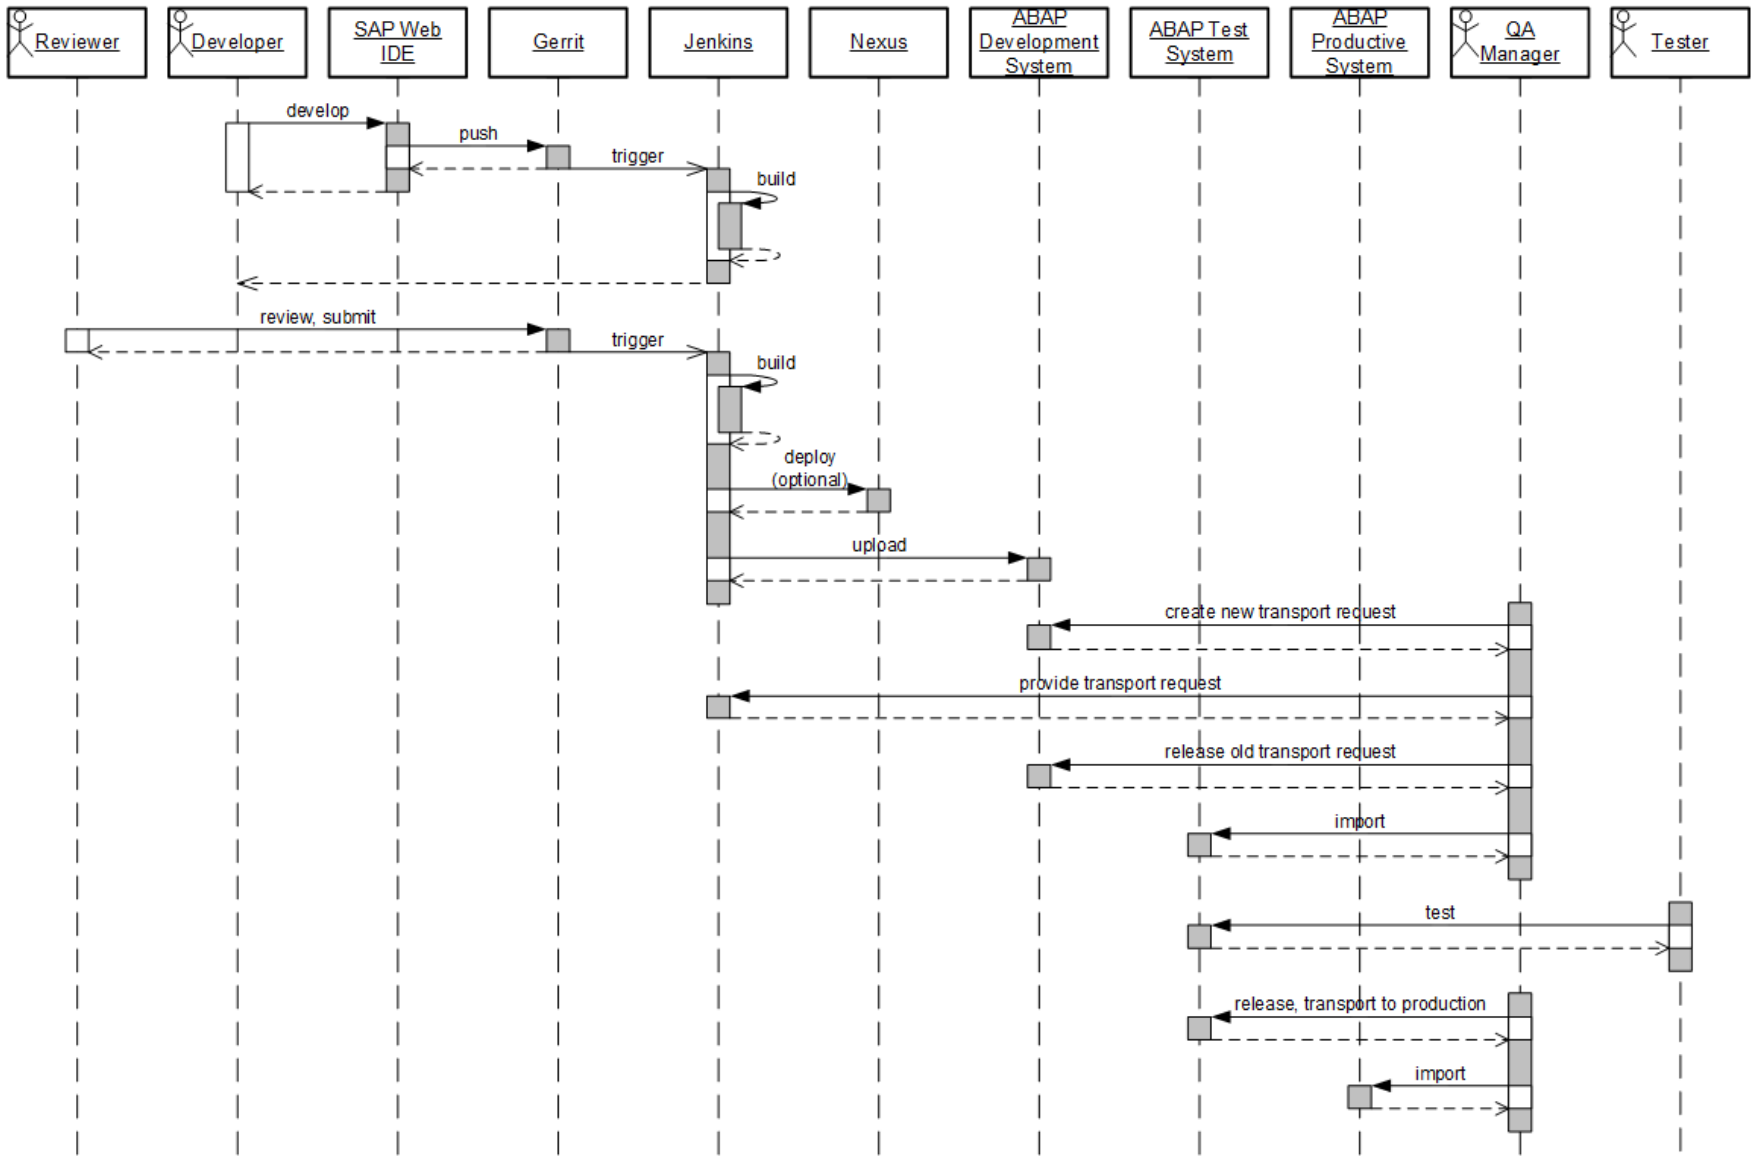 Reviewer
Developer
SAP Web
IDE
Gerrit
Jenkins
Nexus
ABAP
Development
System
ABAP Test
System
ABAP
Productive
System
QA
Manager
Tester
develop
push
trigger
build
review, submit
trigger
build
deploy
(optional)
upload
create new transport request
provide transport request
release old transport request
import
test
release, transport to production
import